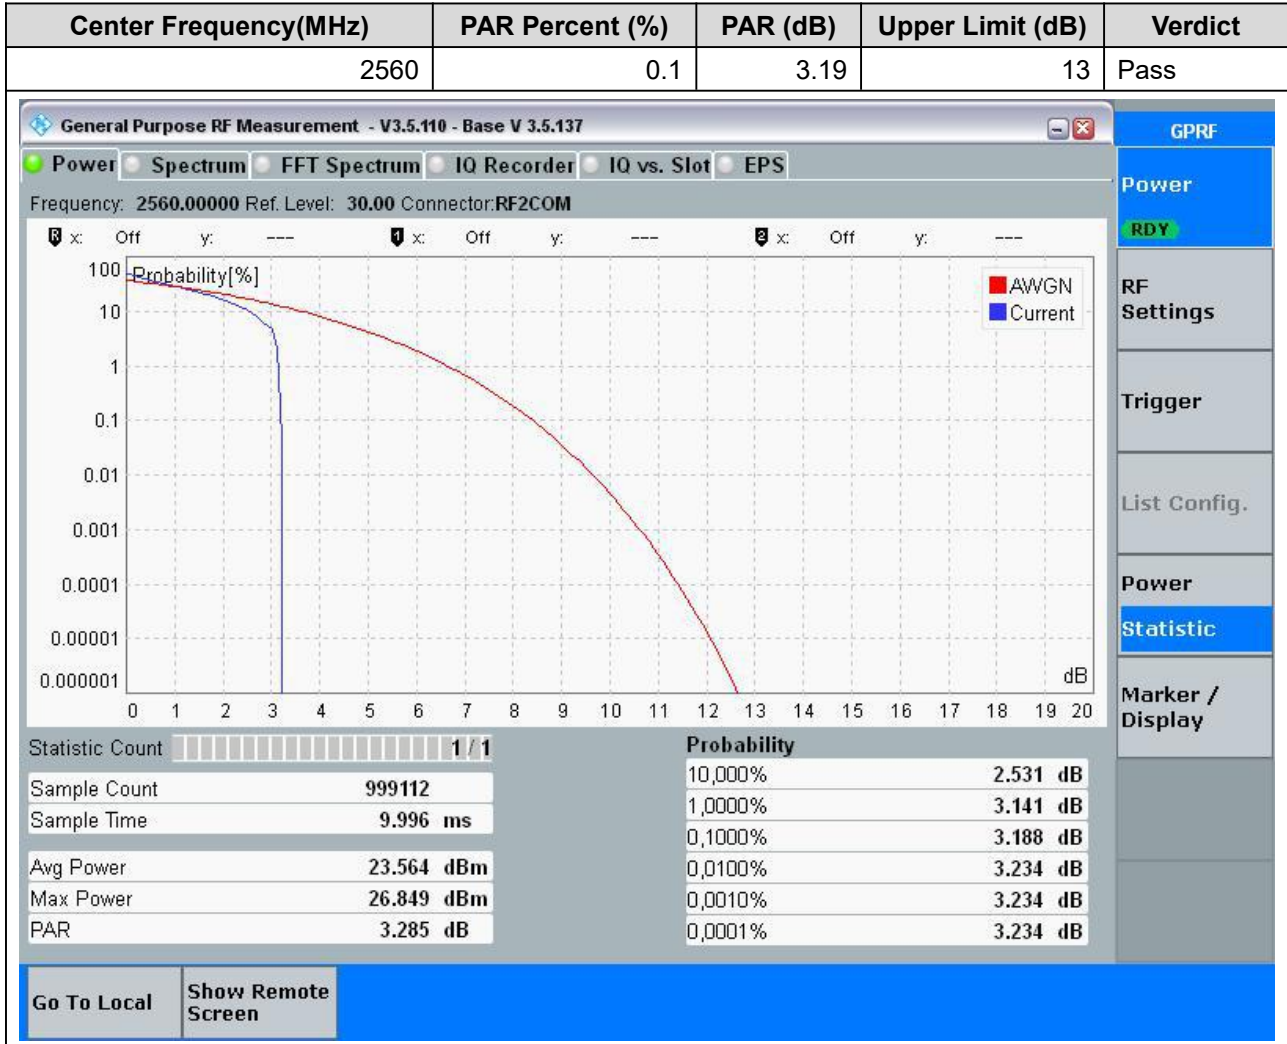 Center Frequency(MHz) PAR Percent (%) PAR (dB) Upper Limit (dB) Verdict
2560 0.1 3.19 13 Pass
General Purpose RF Measurement - V3.5.110 - Base V 3.5.137
GPRF
Power Spectrum FFT Spectrum IQ Recorder IQ vs. Slot EPS
Frequency: 2560.00000 Ref. Level: 30.00 Connector:RF2COM
R x: Off y: --- 1 x: Off y: --- 2 x: Off y: ---
Probability[%]
AWGN
Current
100
10
1
0.1
0.01
0.001
0.0001
0.00001
0.000001
dB
0 1 2 3 4 5 6 7 8 9 10 11 12 13 14 15 16 17 18 19 20
Statistic Count 1 / 1
Sample Count 999112
Sample Time 9.996 ms
Avg Power 23.564 dBm
Max Power 26.849 dBm
PAR 3.285 dB
Probability
10,000% 2.531 dB
1,0000% 3.141 dB
0,1000% 3.188 dB
0,0100% 3.234 dB
0,0010% 3.234 dB
0,0001% 3.234 dB
Power
RDY
RF
Settings
Trigger
List Config.
Power
Statistic
Marker /
Display
Go To Local
Show Remote
Screen